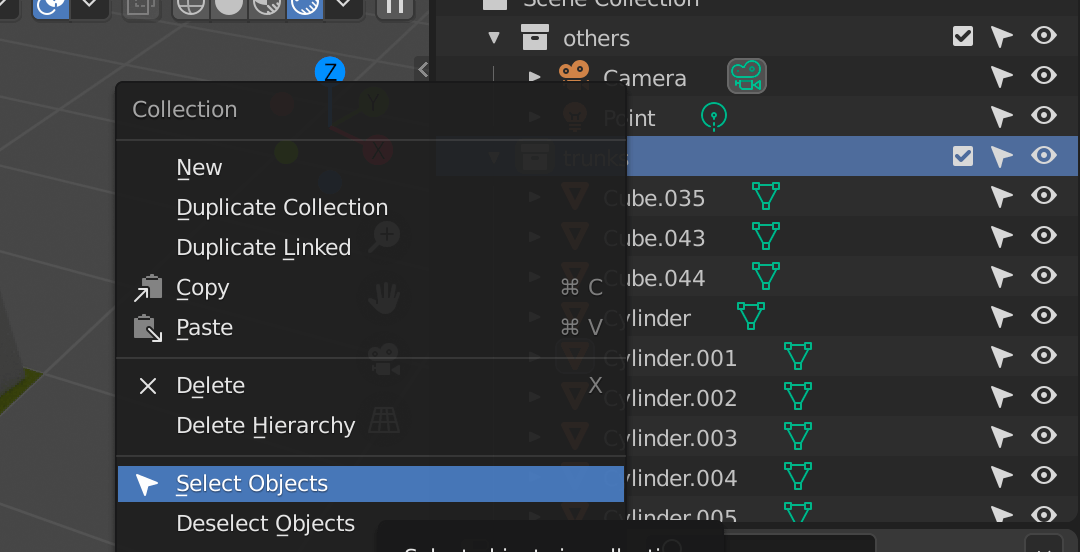 Scene Collection
others
Camera
Point
trunks
Cube.035
Cube.043
Cube.044
Cylinder
Cylinder.001
Cylinder.002
Cylinder.003
Cylinder.004
Cylinder.005
Z
Y
X
Collection
New
Duplicate Collection
Duplicate Linked
Copy ⌘ C
Paste ⌘ V
Delete X
Delete Hierarchy
Select Objects
Deselect Objects